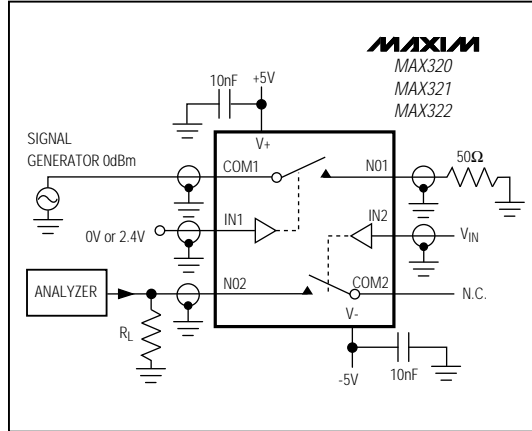 MAXIM
MAX320
MAX321
MAX322
+5V
10nF
V+
SIGNAL
GENERATOR 0dBm
COM1
N01
50Ω
0V or 2.4V
IN1
IN2
VIN
ANALYZER
N02
COM2
N.C.
RL
V-
-5V
10nF